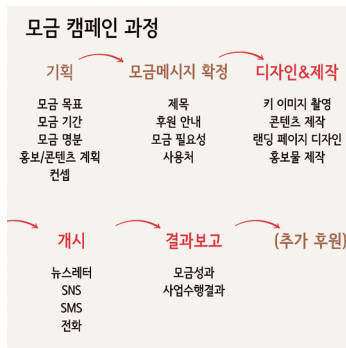 모금 캠페인 과정
기획
모금 목표
모금 기간
모금 명분
홍보/콘텐츠 계획
컨셉
모금메시지 확정
제목
후원 안내
모금 필요성
사용처
디자인&제작
키 이미지 촬영
콘텐츠 제작
랜딩 페이지 디자인
홍보물 제작
개시
뉴스레터
SNS
SMS
전화
결과보고
모금성과
사업수행결과
(추가 후원)